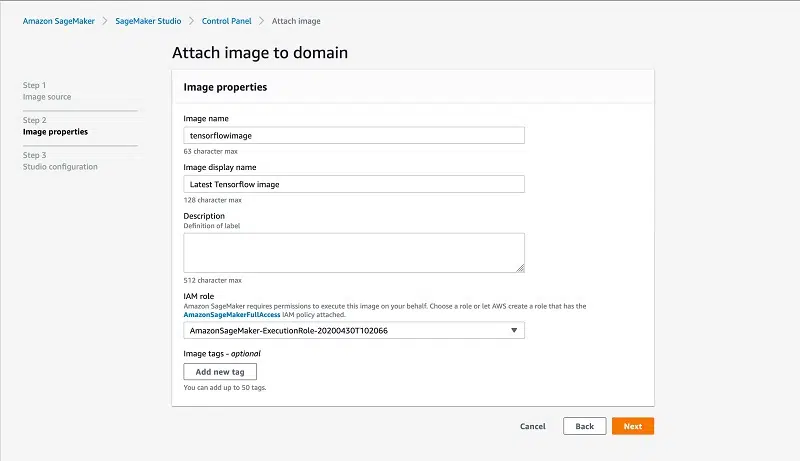 Amazon SageMaker > SageMaker Studio > Control Panel > Attach image
Attach image to domain
Step 1
Image source
Step 2
Image properties
Step 3
Studio configuration
Image properties
Image name
tensorflowimage
63 character max
Image display name
Latest Tensorflow image
128 character max
Description
Definition of label
512 character max
IAM role
Amazon SageMaker requires permissions to execute this image on your behalf. Choose a role or let AWS create a role that has the
AmazonSageMakerFullAccess IAM policy attached.
AmazonSageMaker-ExecutionRole-20200430T102066
Image tags - optional
Add new tag
You can add up to 50 tags.
Cancel Back Next